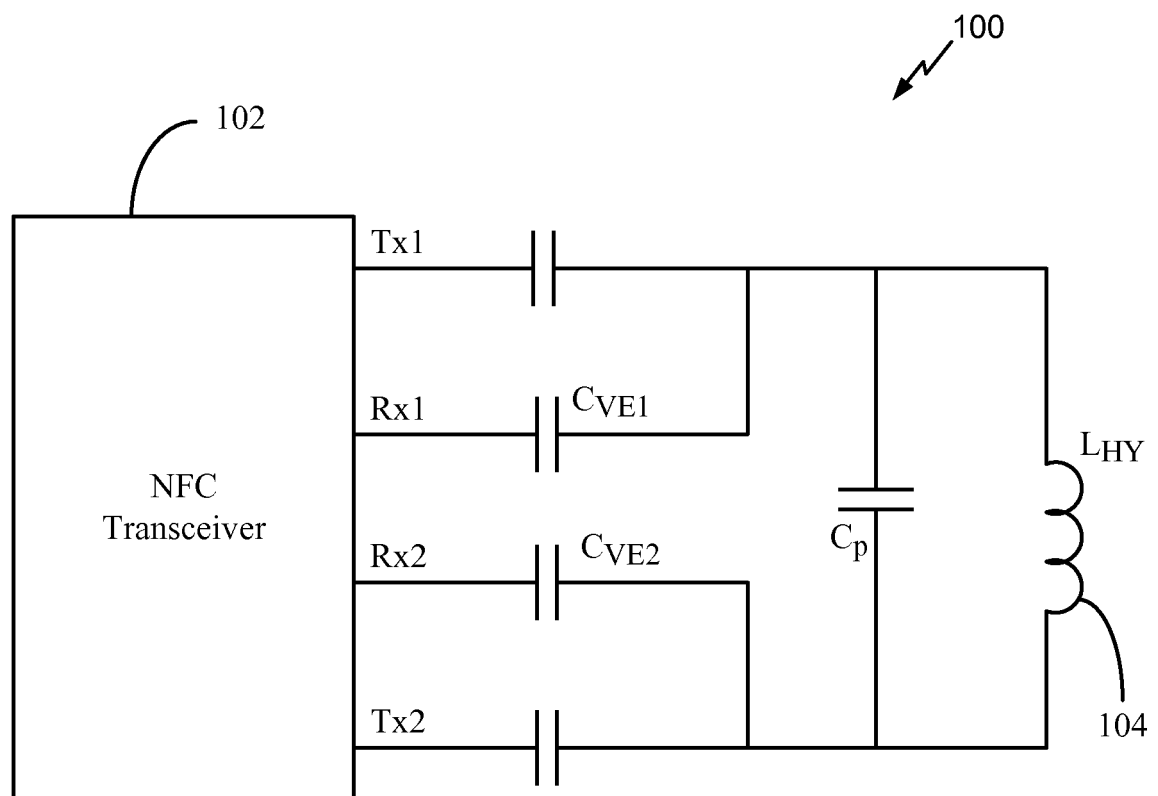 100
102
Tx1
Rx1
CVE1
LHY
NFC
Transceiver
Cp
Rx2
CVE2
Tx2
104